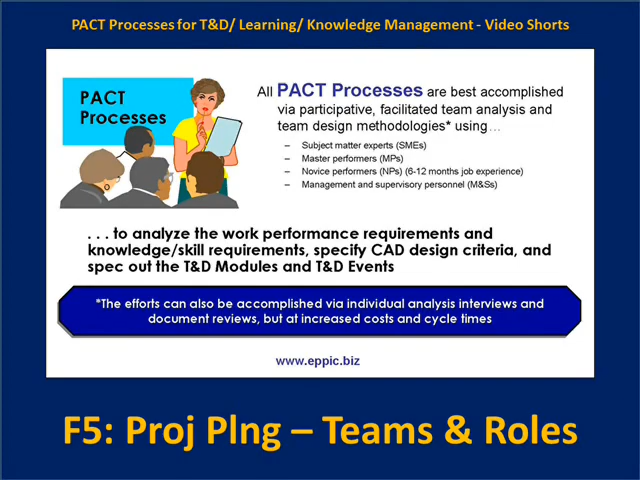 PACT Processes for T&D/ Learning/ Knowledge Management - Video Shorts
PACT
Processes
All PACT Processes are best accomplished
via participative, facilitated team analysis and
team design methodologies* using…
– Subject matter experts (SMEs)
– Master performers (MPs)
– Novice performers (NPs) (6-12 months job experience)
– Management and supervisory personnel (M&Ss)
. . . to analyze the work performance requirements and
knowledge/skill requirements, specify CAD design criteria, and
spec out the T&D Modules and T&D Events
*The efforts can also be accomplished via individual analysis interviews and
document reviews, but at increased costs and cycle times
www.eppic.biz
F5: Proj Plng – Teams & Roles